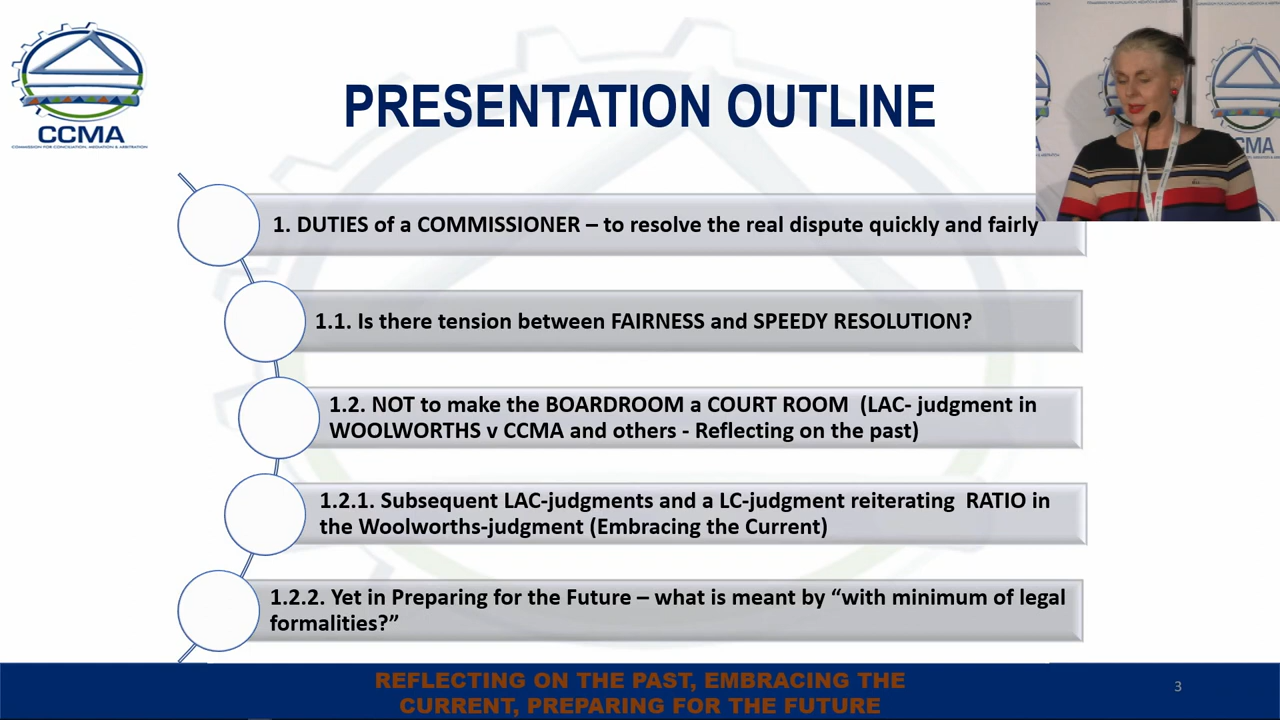 CCMA
COMMISSION FOR CONCILIATION, MEDIATION & ARBITRATION
PRESENTATION OUTLINE
1. DUTIES of a COMMISSIONER – to resolve the real dispute quickly and fairly
1.1. Is there tension between FAIRNESS and SPEEDY RESOLUTION?
1.2. NOT to make the BOARDROOM a COURT ROOM (LAC- judgment in
WOOLWORTHS v CCMA and others - Reflecting on the past)
1.2.1. Subsequent LAC-judgments and a LC-judgment reiterating RATIO in
the Woolworths-judgment (Embracing the Current)
1.2.2. Yet in Preparing for the Future – what is meant by “with minimum of legal
formalities?”
REFLECTING ON THE PAST, EMBRACING THE
CURRENT, PREPARING FOR THE FUTURE
3